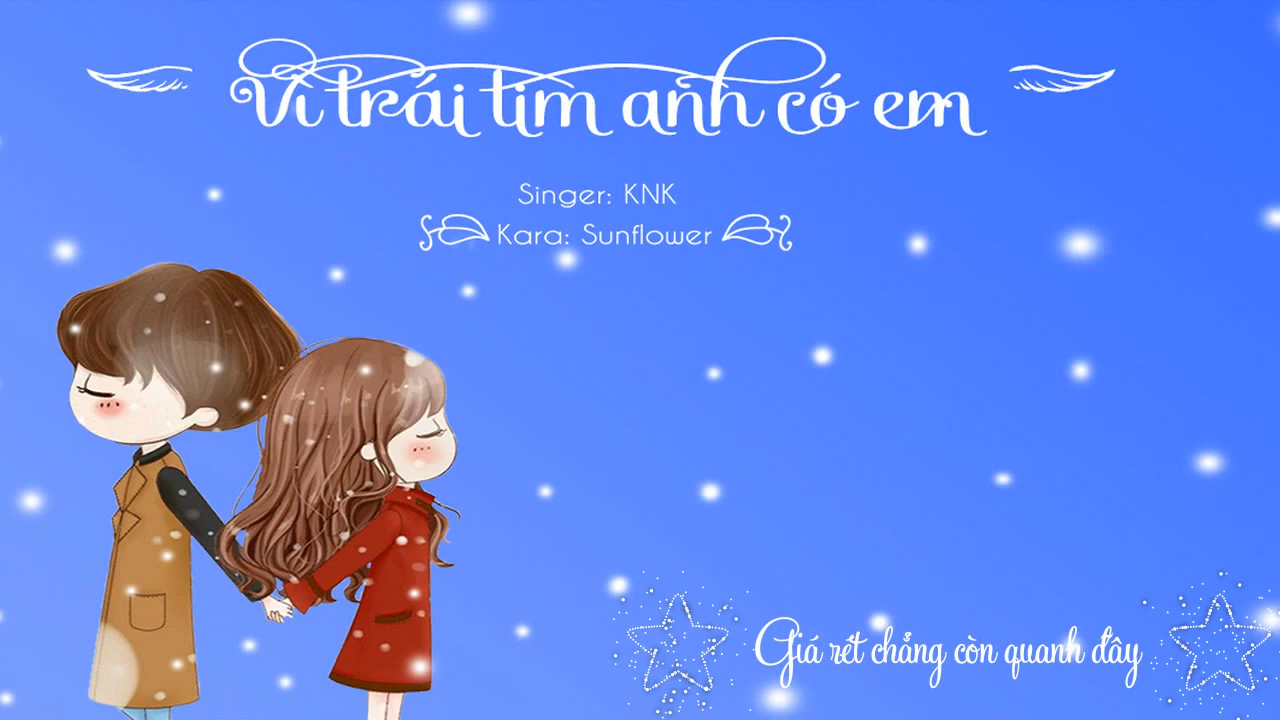 Vì trái tim anh có em
Singer: KNK
Kara: Sunflower
Giá rét chẳng còn quanh đây